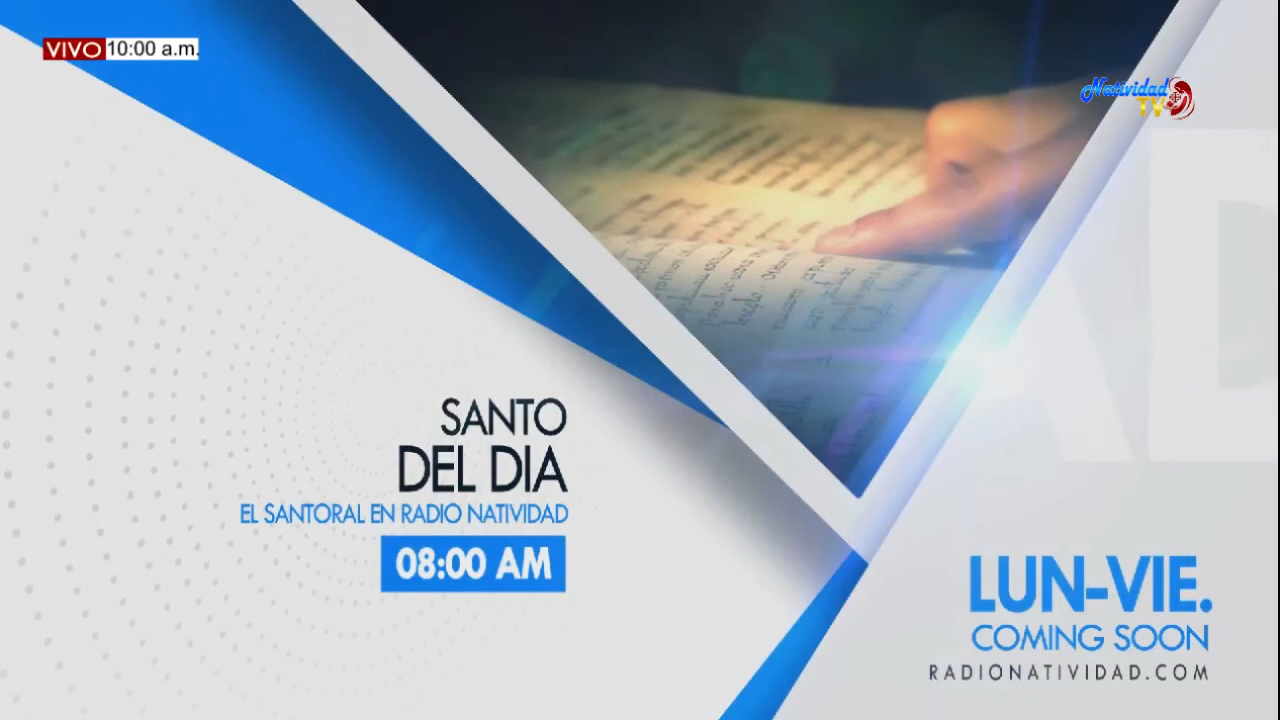 VIVO 10:00 a.m.
Natividad
TV
SANTO
DEL DIA
EL SANTORAL EN RADIO NATIVIDAD
08:00 AM
LUN-VIE.
COMING SOON
RADIONATIVIDAD.COM